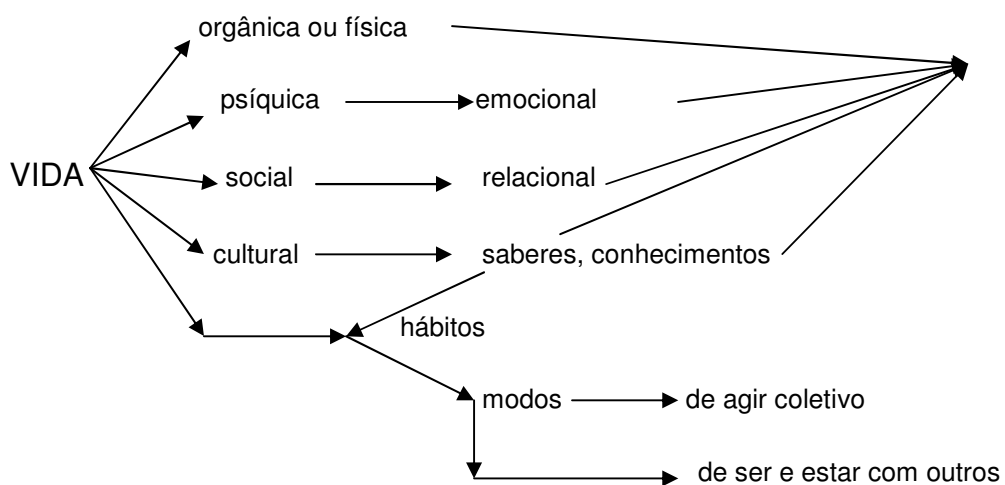 orgânica ou física
psíquica emocional
VIDA
social relacional
cultural saberes, conhecimentos
hábitos
modos de agir coletivo
de ser e estar com outros